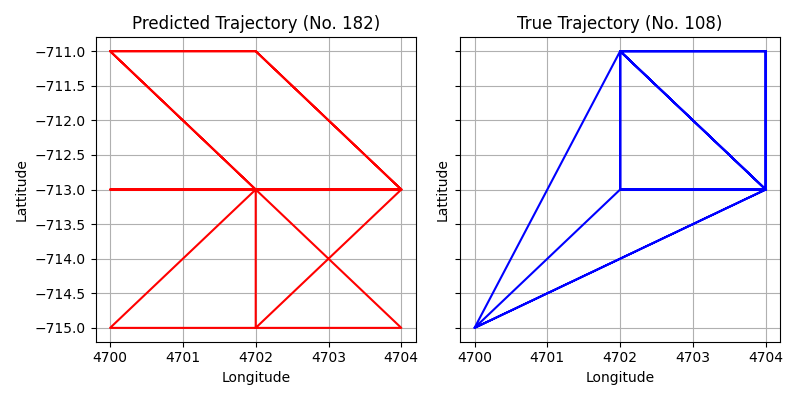 Predicted Trajectory (No. 182)
True Trajectory (No. 108)
−711.0
−711.5
−712.0
−712.5
−713.0
−713.5
−714.0
−714.5
−715.0
Lattitude
Lattitude
4700 4701 4702 4703 4704
4700 4701 4702 4703 4704
Longitude
Longitude